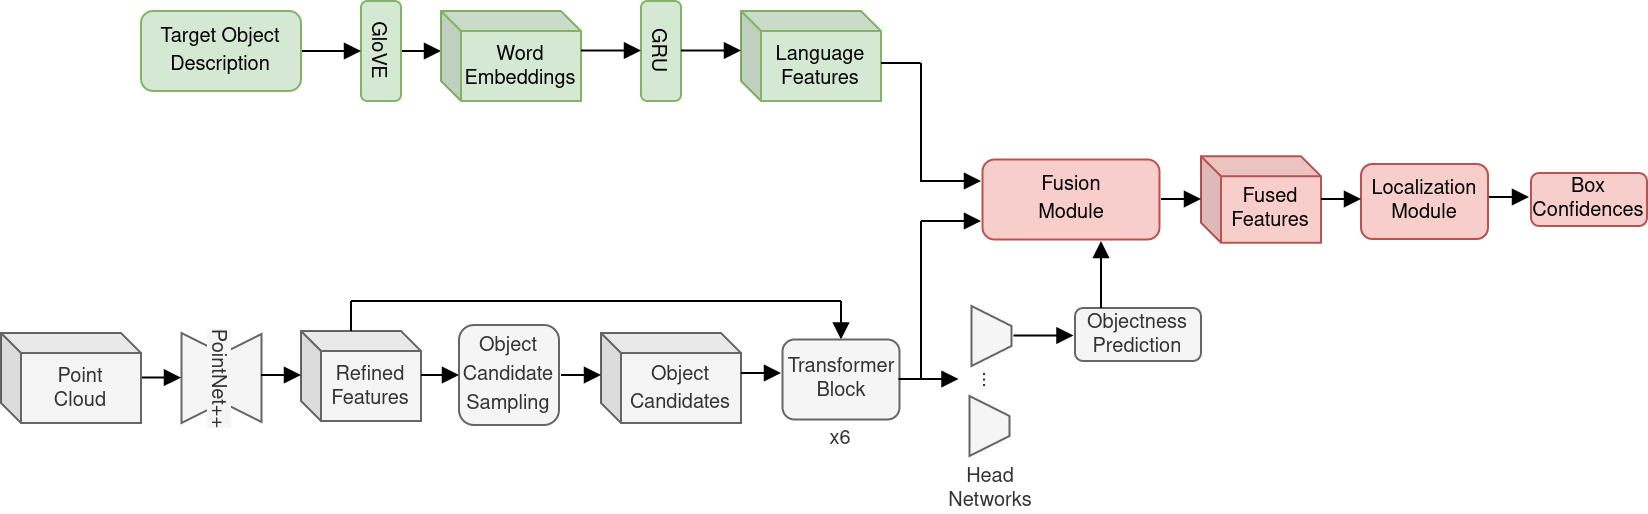 Target Object
Description
GloVE
Word
Embeddings
GRU
Language
Features
Fusion
Module
Fused
Features
Localization
Module
Box
Confidences
Point
Cloud
PointNet++
Refined
Features
Object
Candidate
Sampling
Object
Candidates
Transformer
Block
x6
...
Head
Networks
Objectness
Prediction